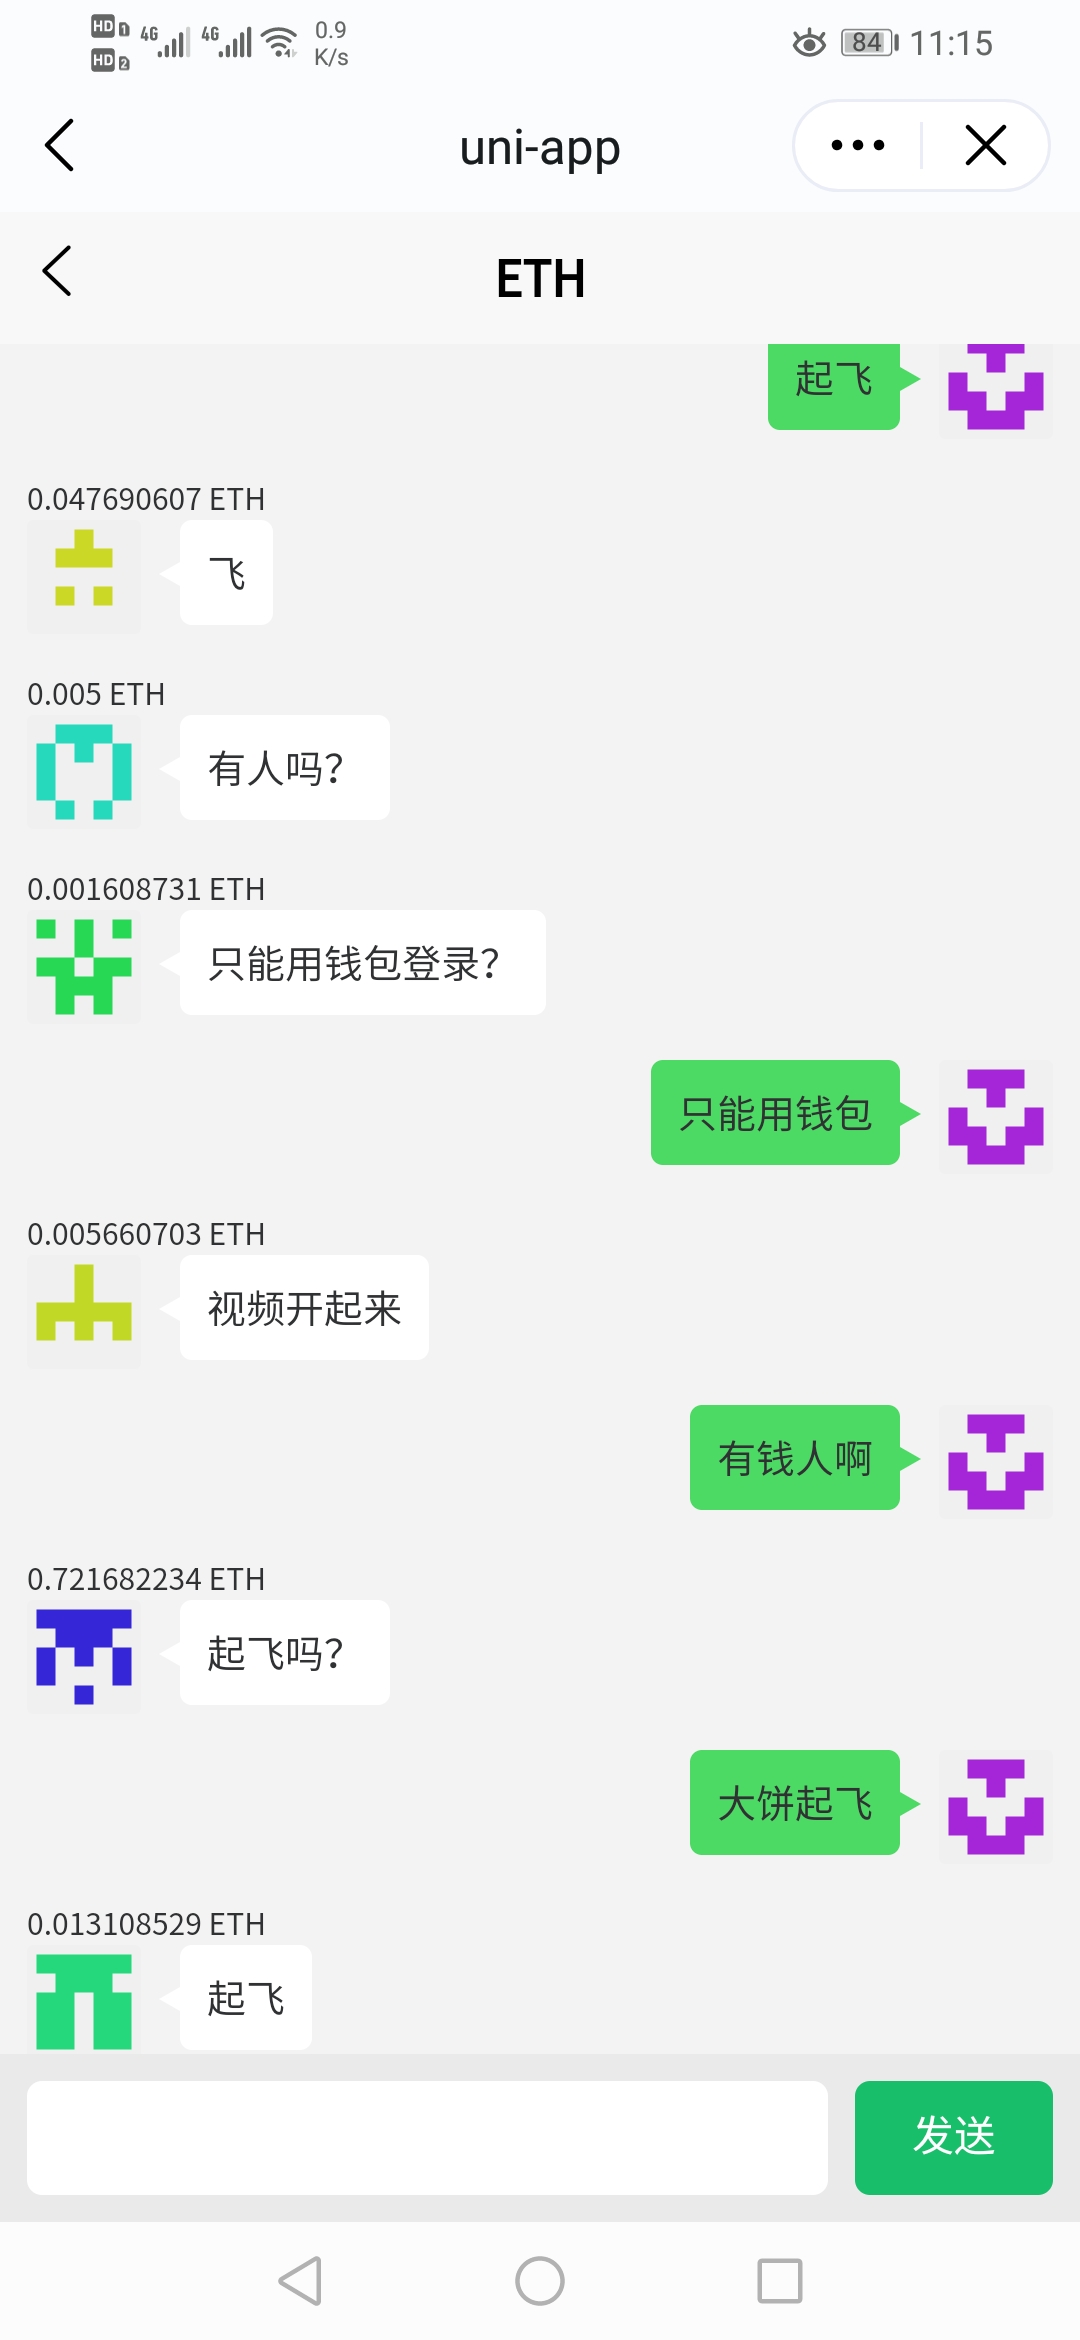 HD 1 4G 4G 0.9 K/s 84 11:15
HD 2
uni-app
ETH
起飞
0.047690607 ETH
飞
0.005 ETH
有人吗?
0.001608731 ETH
只能用钱包登录?
只能用钱包
0.005660703 ETH
视频开起来
有钱人啊
0.721682234 ETH
起飞吗?
大饼起飞
0.013108529 ETH
起飞
发送